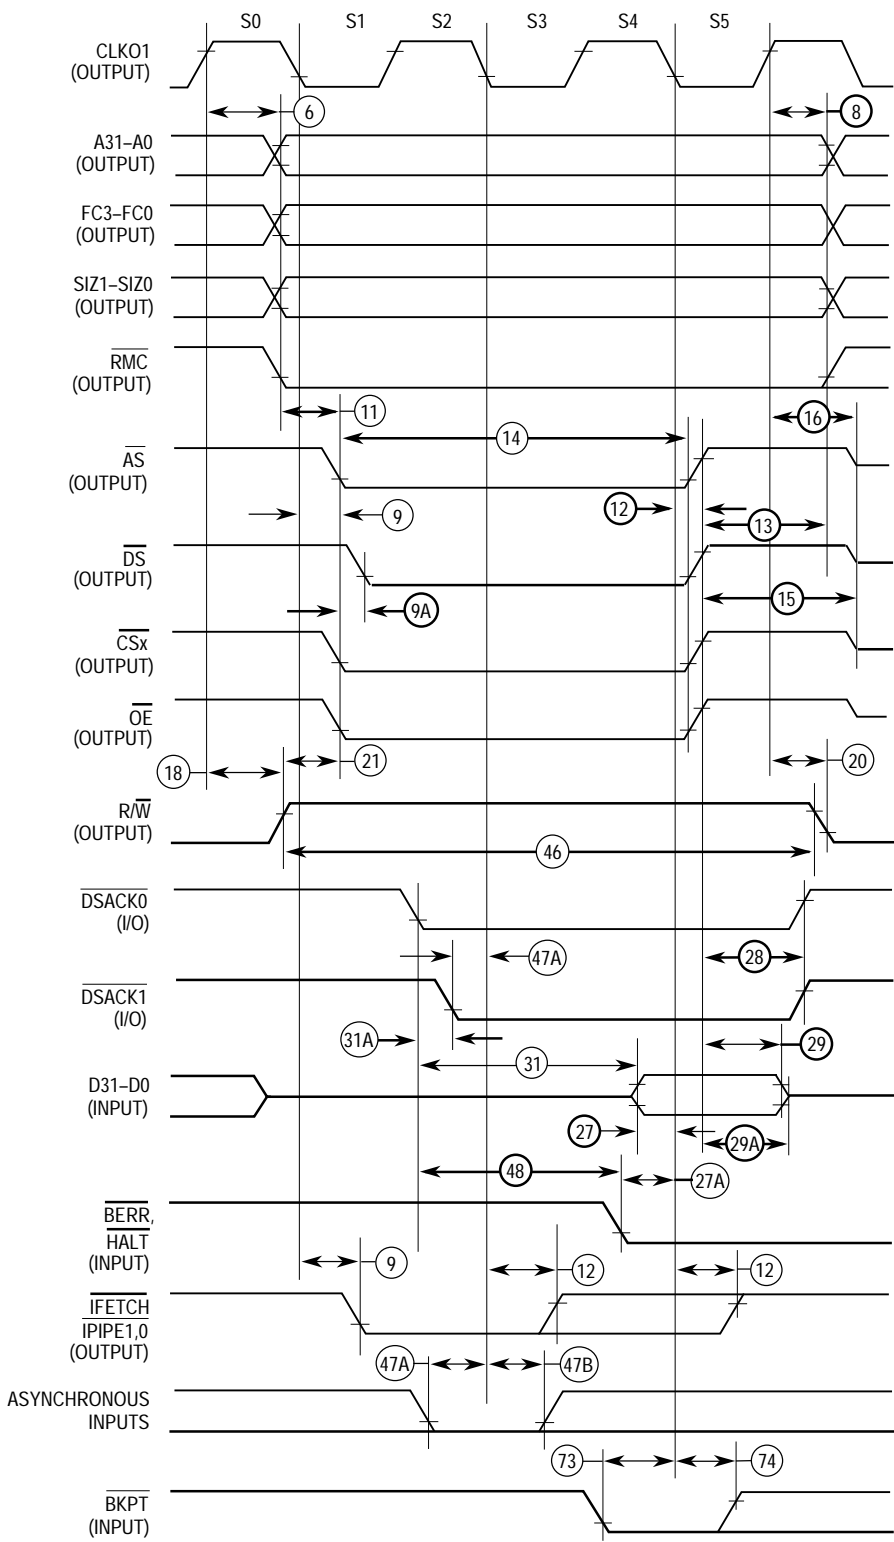 S0 S1 S2 S3 S4 S5
CLKO1
(OUTPUT)
6
8
A31–A0
(OUTPUT)
FC3–FC0
(OUTPUT)
SIZ1–SIZ0
(OUTPUT)
RMC
(OUTPUT)
11
16
14
AS
(OUTPUT)
9
12
13
DS
(OUTPUT)
9A
15
CSx
(OUTPUT)
OE
(OUTPUT)
18
21
20
R/W
(OUTPUT)
46
DSACK0
(I/O)
47A
28
DSACK1
(I/O)
31A
31
29
D31–D0
(INPUT)
27
29A
48
27A
BERR,
HALT
(INPUT)
9
12
12
IFETCH
IPIPE1,0
(OUTPUT)
47A
47B
ASYNCHRONOUS
INPUTS
73
74
BKPT
(INPUT)